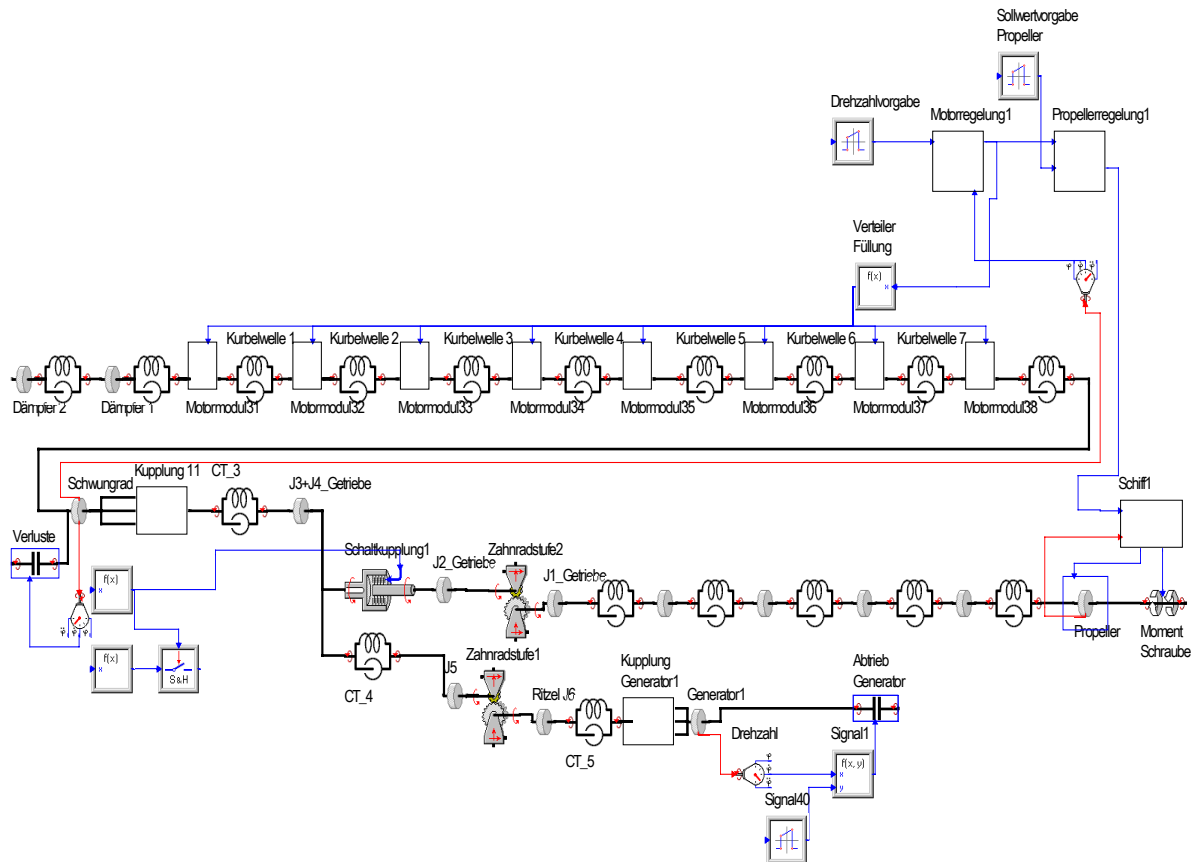 Sollwertvorgabe
Propeller
Drehzahlvorgabe
Motorregelung1
Propellerregelung1
Verteiler
Füllung
f(x)
x
Kurbelwelle 1
Kurbelwelle 2
Kurbelwelle 3
Kurbelwelle 4
Kurbelwelle 5
Kurbelwelle 6
Kurbelwelle 7
Dämpfer 2
Dämpfer 1
Motormodul31
Motormodul32
Motormodul33
Motormodul34
Motormodul35
Motormodul36
Motormodul37
Motormodul38
Schwungrad
Kupplung 11
CT_3
J3+J4_Getriebe
Schiff1
Verluste
Schaltkupplung1
Zahnradstufe2
J2_Getriebe
J1_Getriebe
f(x)
x
Propeller
Moment
Schraube
f(x)
x
S&H
CT_4
J5
Zahnradstufe1
Ritzel J6
CT_5
Kupplung
Generator1
Generator1
Abtrieb
Generator
Drehzahl
Signal1
f(x, y)
x
y
Signal40